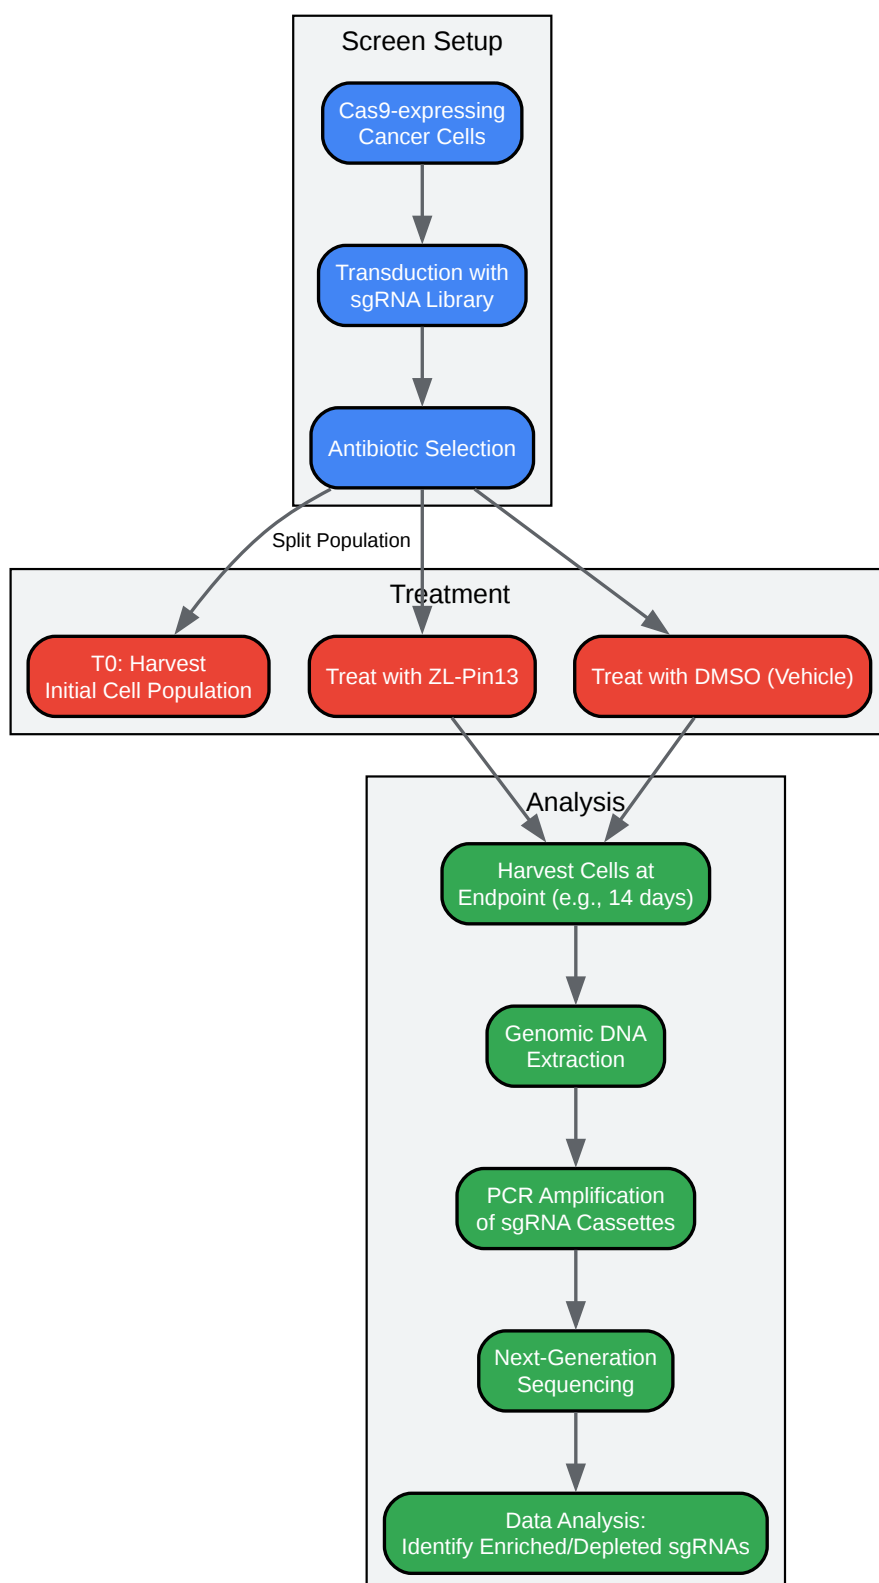 Screen Setup
Cas9-expressing
Cancer Cells
Transduction with
sgRNA Library
Antibiotic Selection
Split Population
Treatment
T0: Harvest
Initial Cell Population
Treat with ZL-Pin13
Treat with DMSO (Vehicle)
Analysis
Harvest Cells at
Endpoint (e.g., 14 days)
Genomic DNA
Extraction
PCR Amplification
of sgRNA Cassettes
Next-Generation
Sequencing
Data Analysis:
Identify Enriched/Depleted sgRNAs